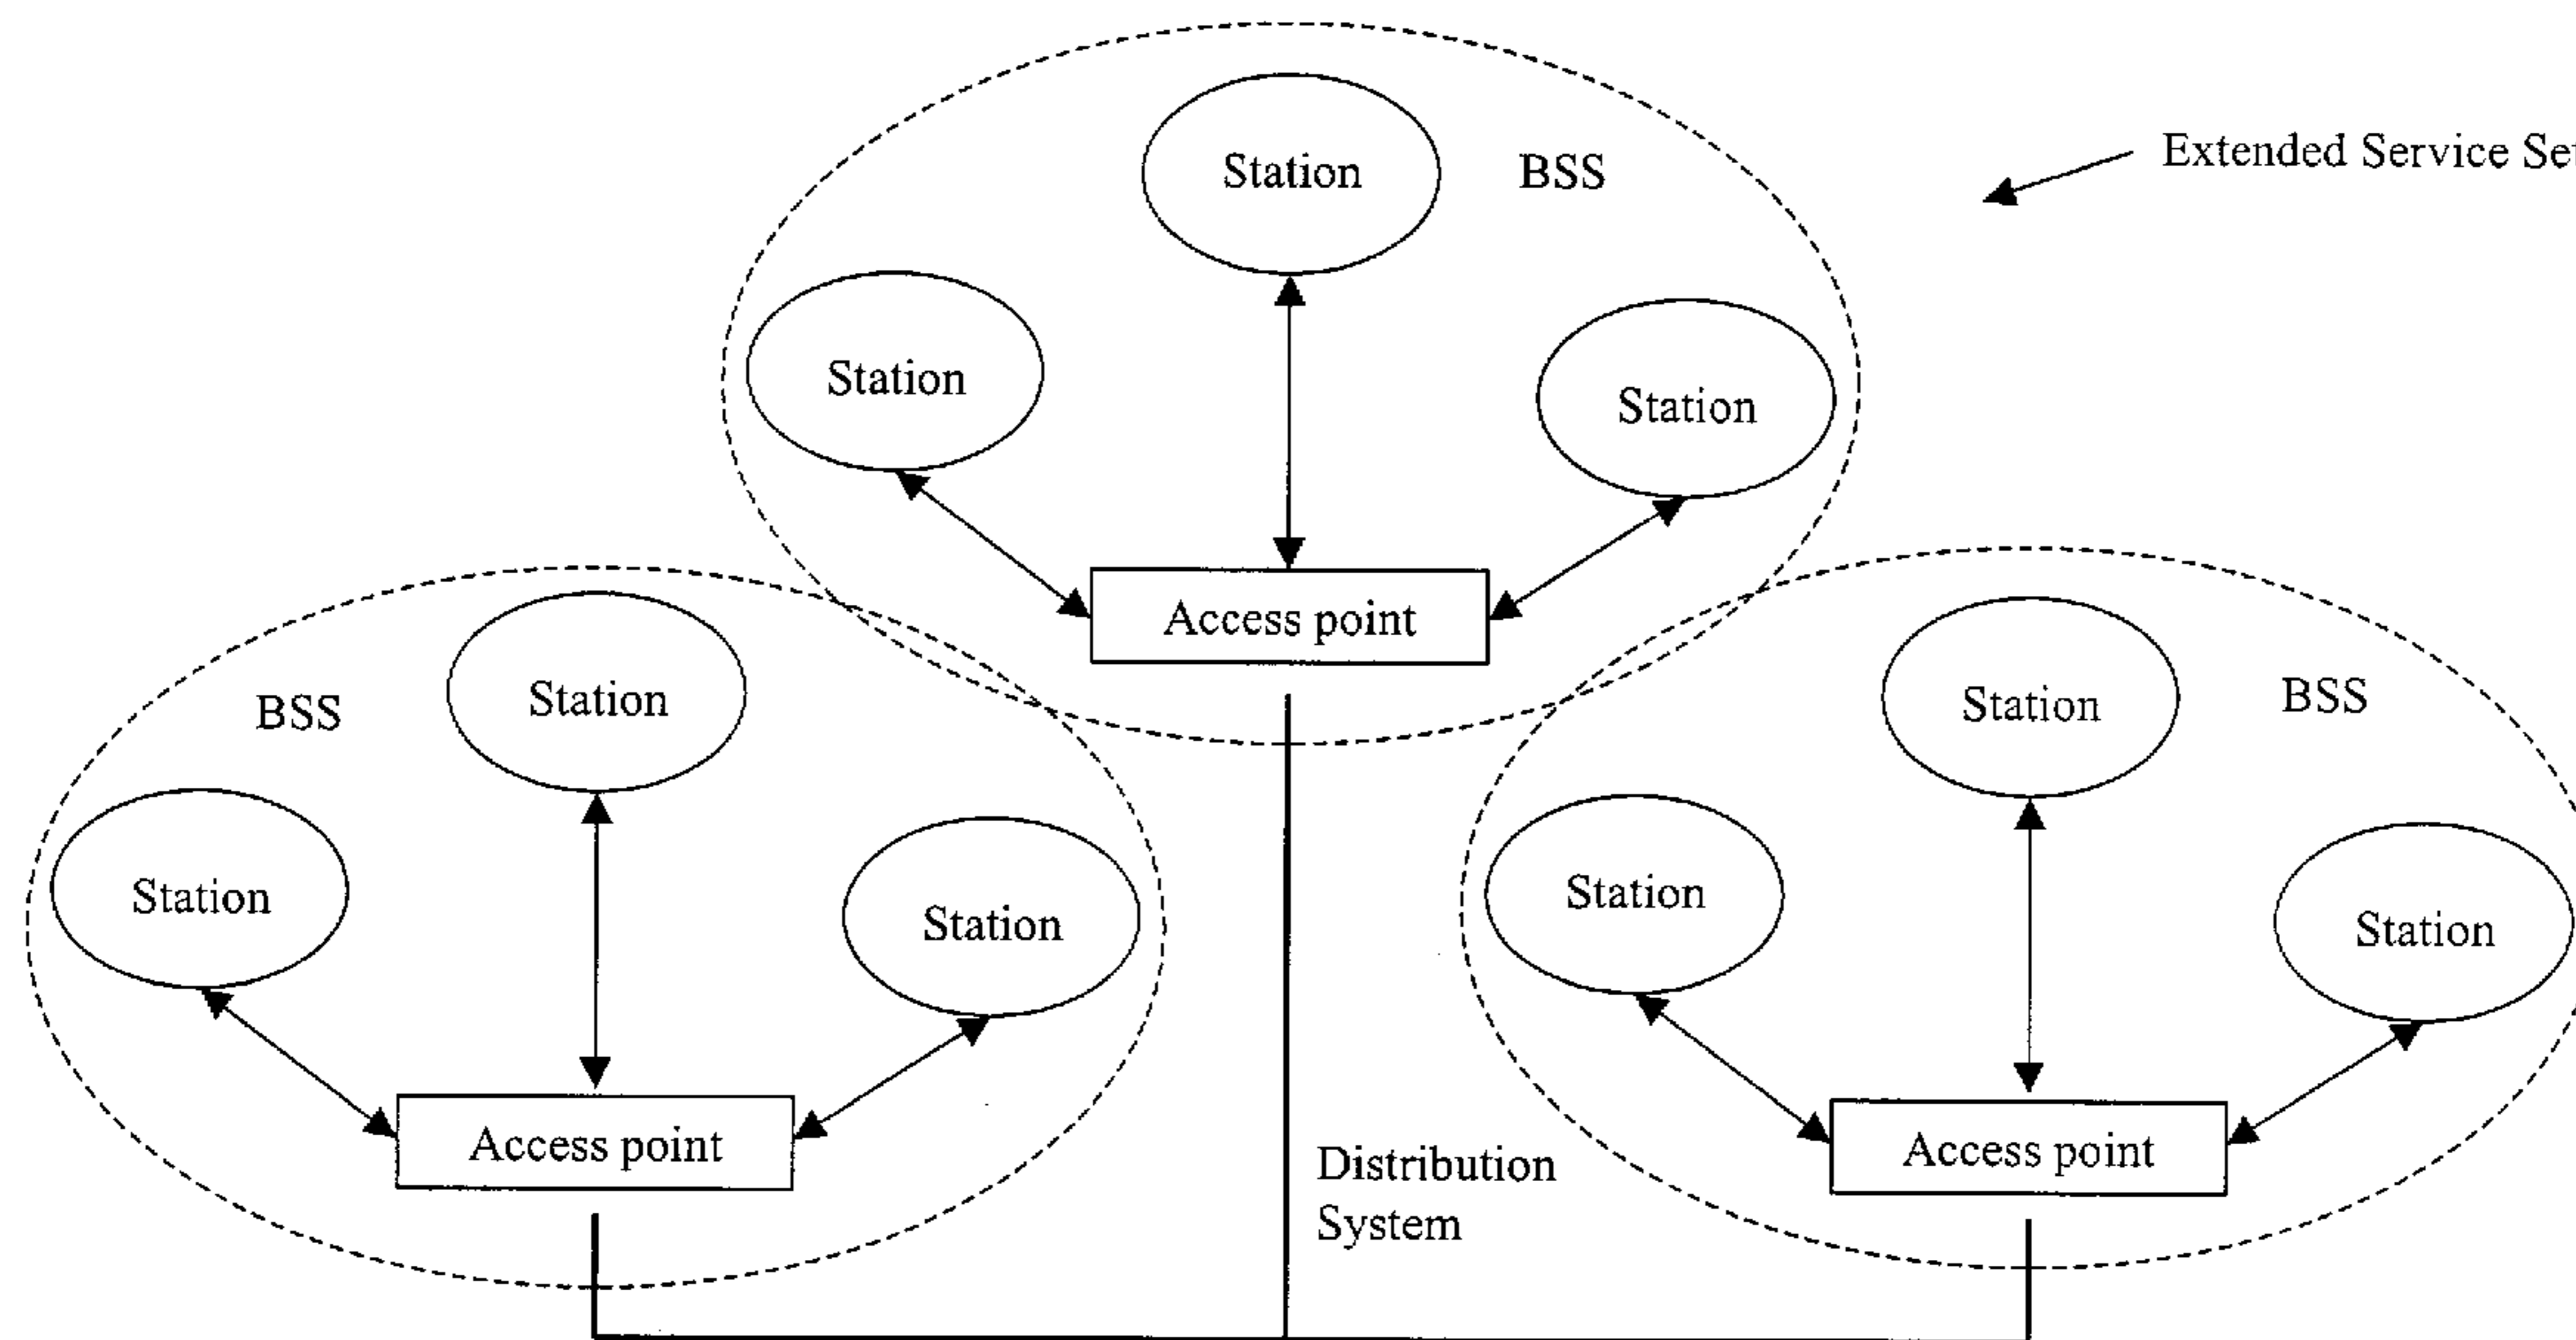 Station
BSS
Extended Service Set
Station
Station
Access point
BSS
Station
Station
BSS
Station
Station
Station
Station
Access point
Access point
Distribution
System